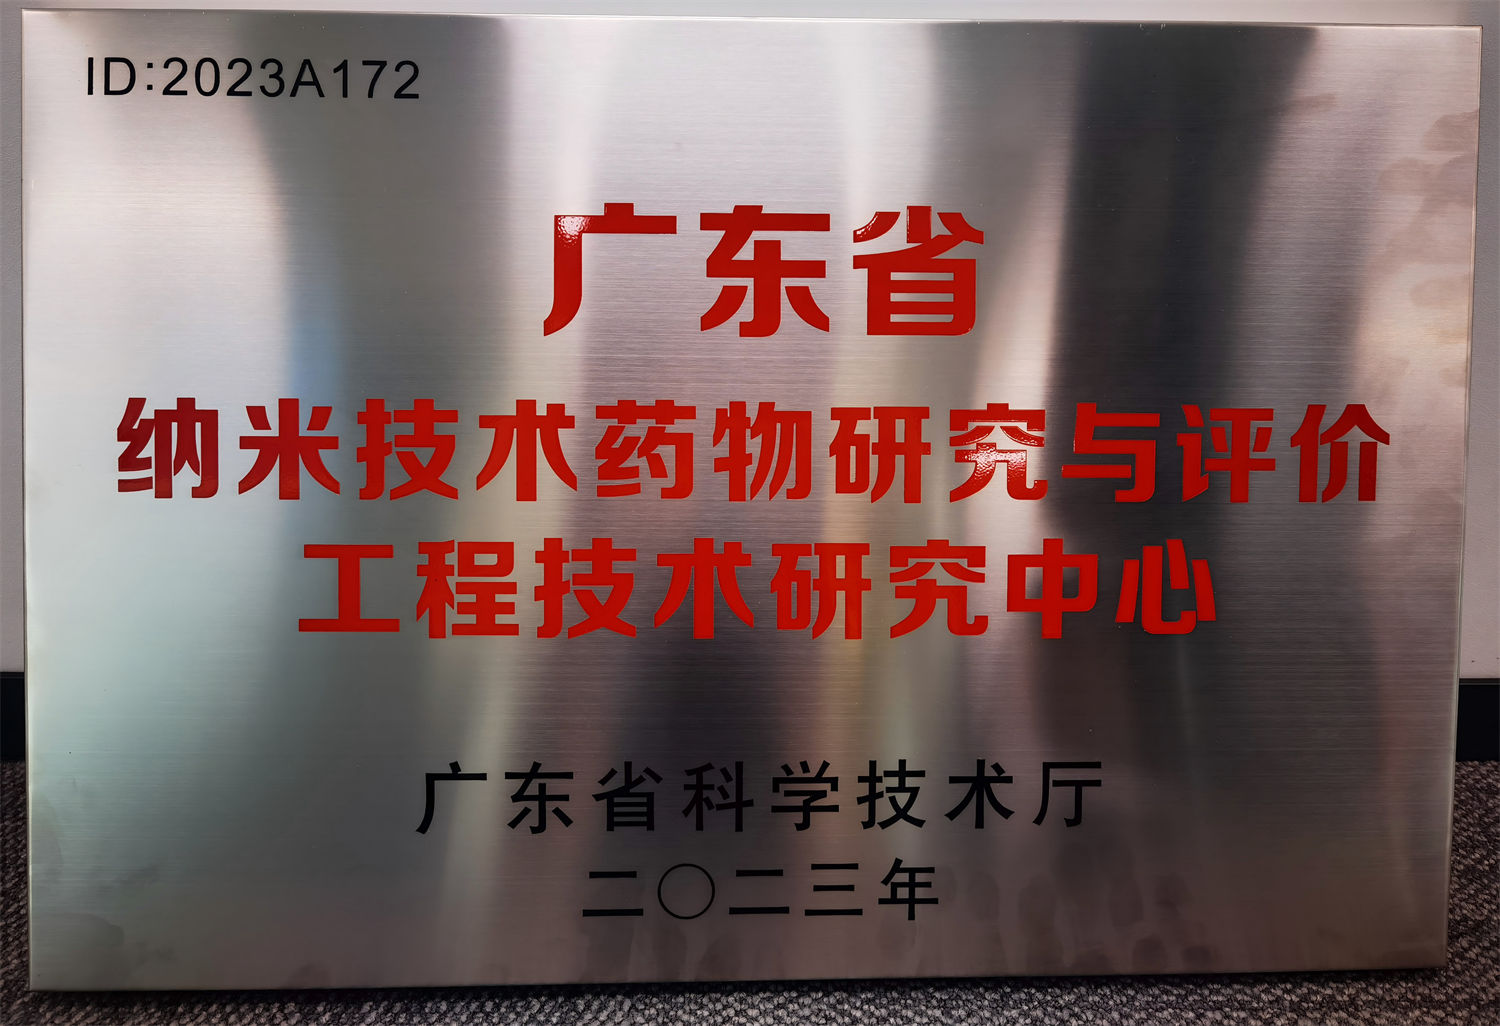 ID:2023A172
广东省
纳米技术药物研究与评价
工程技术研究中心
广东省科学技术厅
二〇二三年